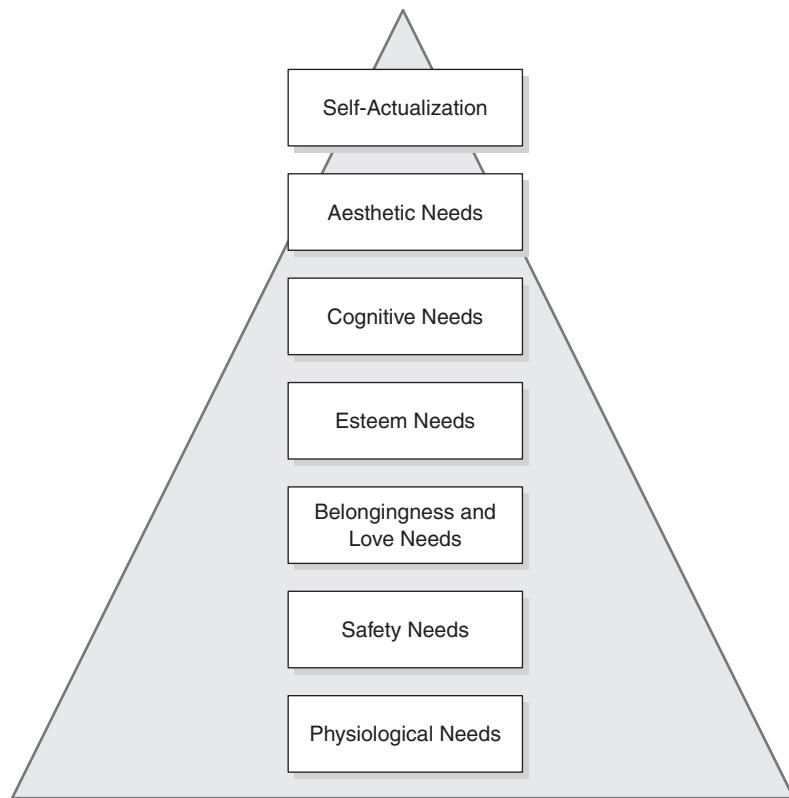 Self-Actualization
Aesthetic Needs
Cognitive Needs
Esteem Needs
Belongingness and
Love Needs
Safety Needs
Physiological Needs